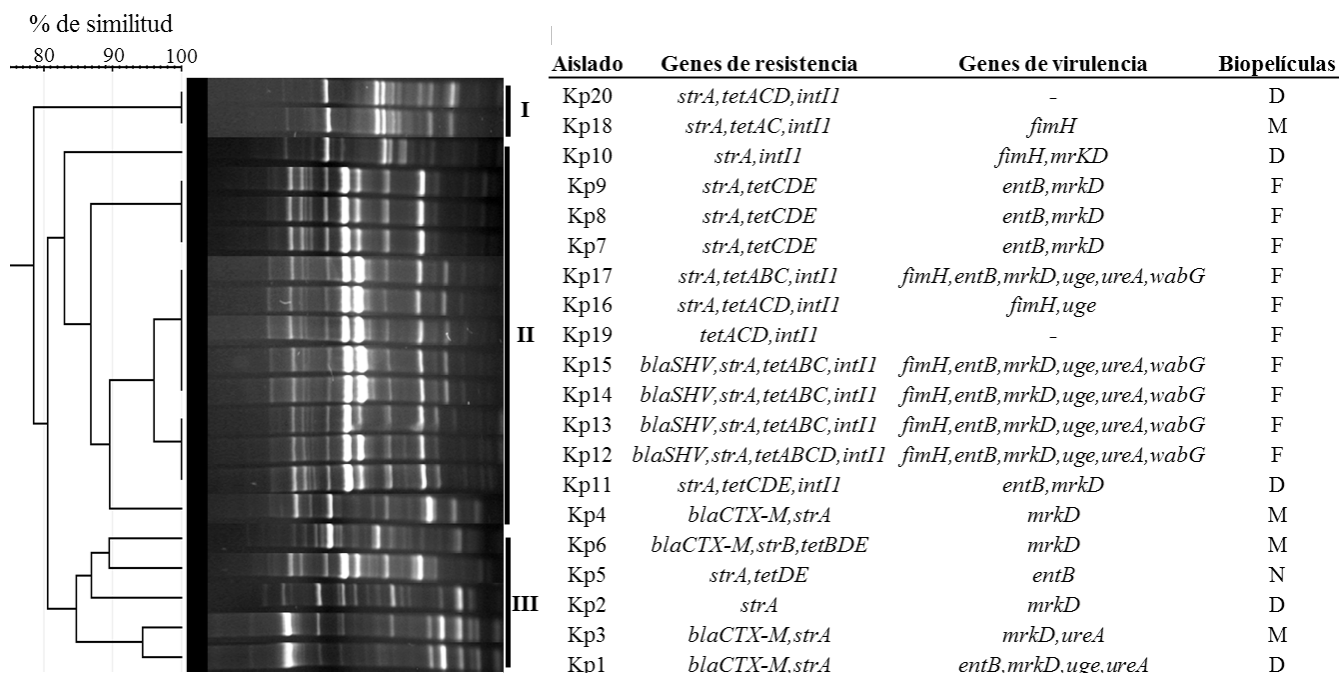 % de similitud
80 90 100
Aislado Genes de resistencia Genes de virulencia Biopelículas
Kp20 strA,tetACD,intI1 - D
I
Kp18 strA,tetAC,intI1 fimH M
Kp10 strA,intI1 fimH,mrKD D
Kp9 strA,tetCDE entB,mrkD F
Kp8 strA,tetCDE entB,mrkD F
Kp7 strA,tetCDE entB,mrkD F
Kp17 strA,tetABC,intI1 fimH,entB,mrkD,uge,ureA,wabG F
Kp16 strA,tetACD,intI1 fimH,uge F
II
Kp19 tetACD,intI1 - F
Kp15 blaSHV,strA,tetABC,intI1 fimH,entB,mrkD,uge,ureA,wabG F
Kp14 blaSHV,strA,tetABC,intI1 fimH,entB,mrkD,uge,ureA,wabG F
Kp13 blaSHV,strA,tetABC,intI1 fimH,entB,mrkD,uge,ureA,wabG F
Kp12 blaSHV,strA,tetABCD,intI1 fimH,entB,mrkD,uge,ureA,wabG F
Kp11 strA,tetCDE,intI1 entB,mrkD D
Kp4 blaCTX-M,strA mrkD M
Kp6 blaCTX-M,strB,tetBDE mrkD M
Kp5 strA,tetDE entB N
III
Kp2 strA mrkD D
Kp3 blaCTX-M,strA mrkD,ureA M
Kp1 blaCTX-M,strA entB,mrkD,uge,ureA D